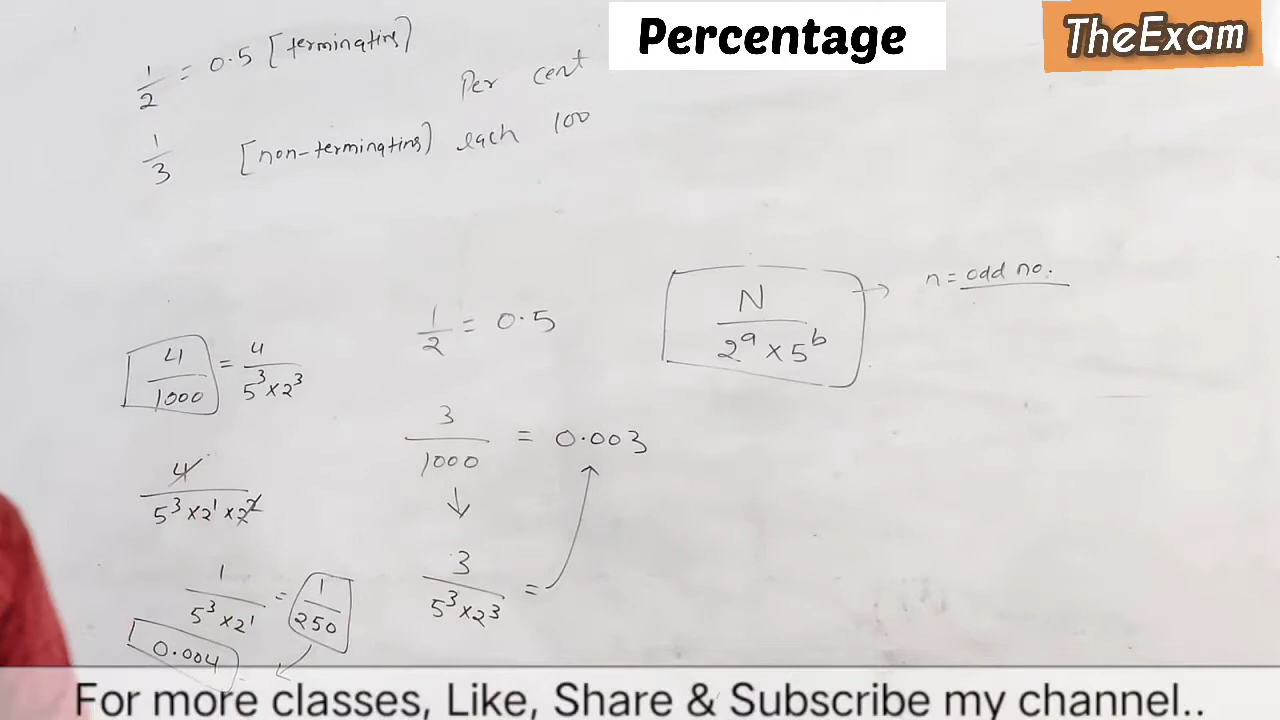 Percentage
TheExam
1/2 = 0.5 [terminating]
Per cent
1/3 [non-terminating]
each 100
N / 2^a × 5^b → n = odd no.
1/2 = 0.5
4/1000 = 4 / 5^3 × 2^3
3/1000 = 0.003
↓
4 / 5^3 × 2^1 × 2^2
3 / 5^3 × 2^3 =
1 / 5^3 × 2^1 = 1/250
0.004
For more classes, Like, Share & Subscribe my channel..